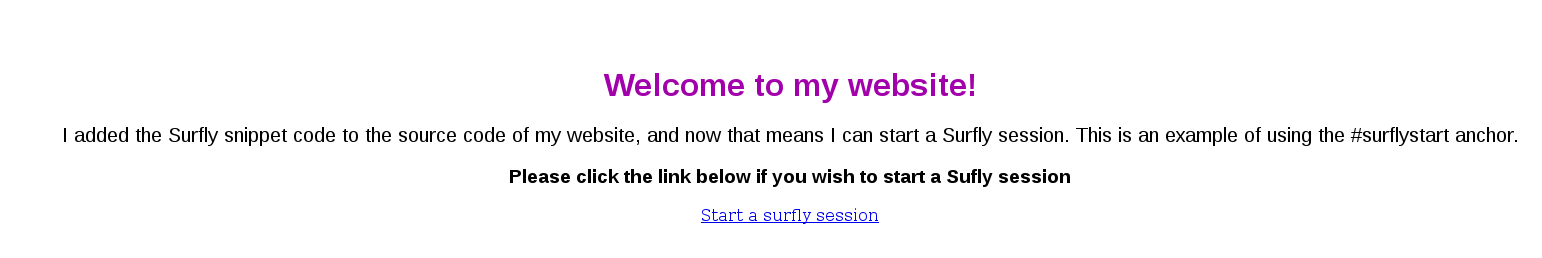 Welcome to my website!
I added the Surfly snippet code to the source code of my website, and now that means I can start a Surfly session. This is an example of using the #surflystart anchor.
Please click the link below if you wish to start a Sufly session
Start a surfly session